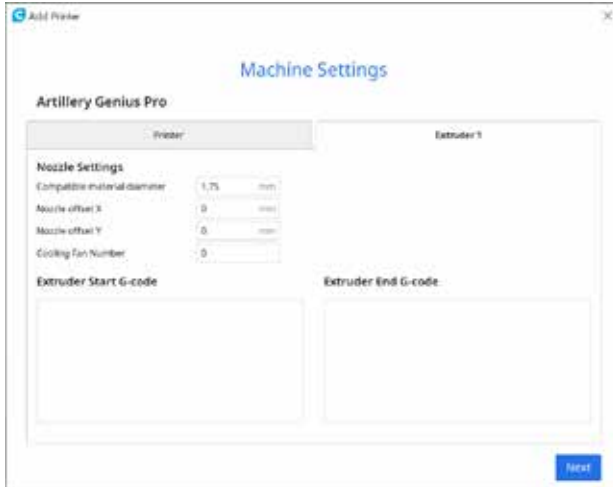 Add Printer
Machine Settings
Artillery Genius Pro
Printer
Extruder 1
Nozzle Settings
Compatible material diameter 1.75 mm
Nozzle offset X 0 mm
Nozzle offset Y 0 mm
Cooling Fan Number 0
Extruder Start G-code
Extruder End G-code
Next